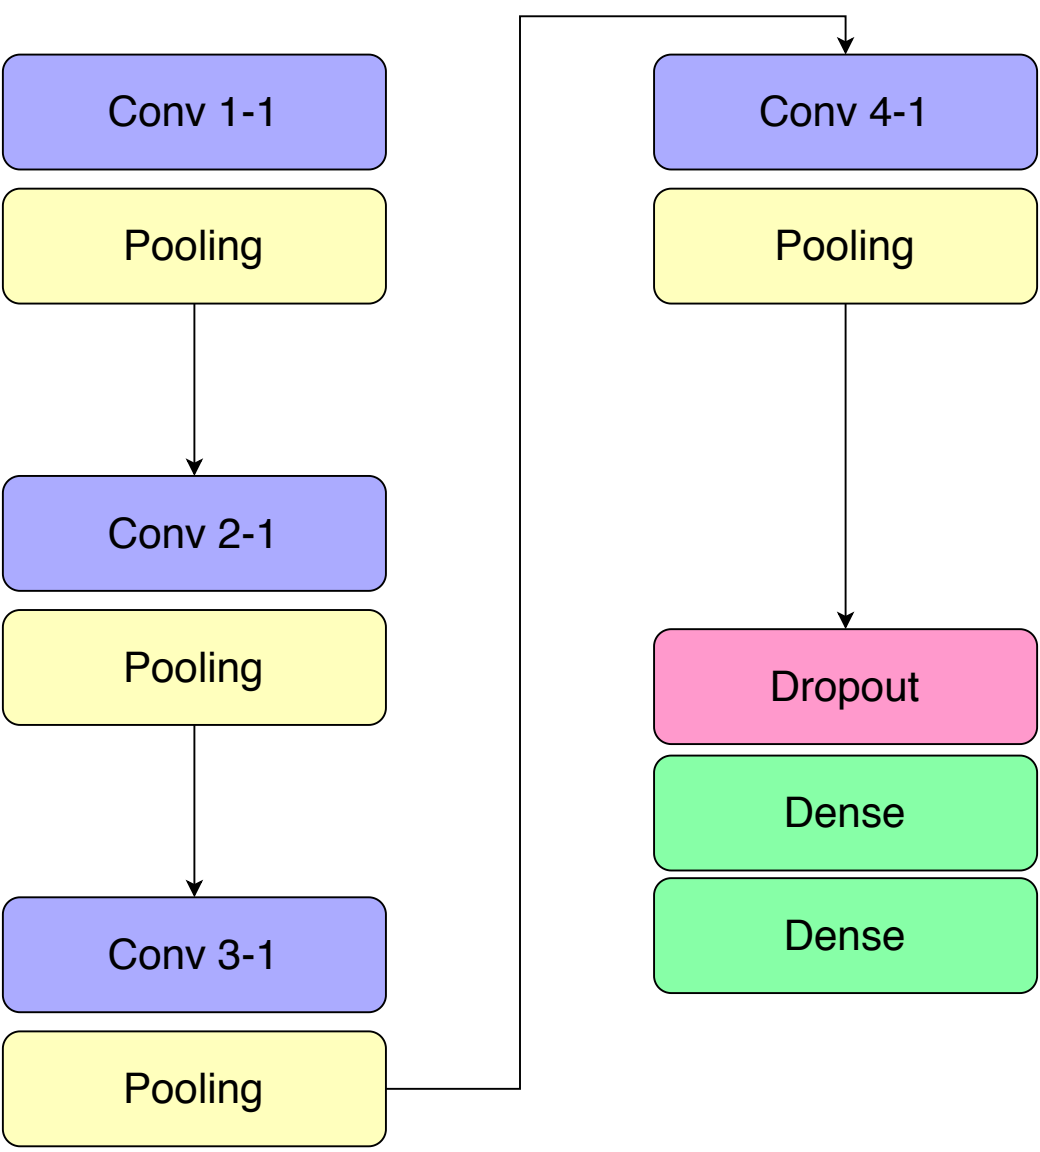 Conv 1-1
Pooling
Conv 2-1
Pooling
Conv 3-1
Pooling
Conv 4-1
Pooling
Dropout
Dense
Dense